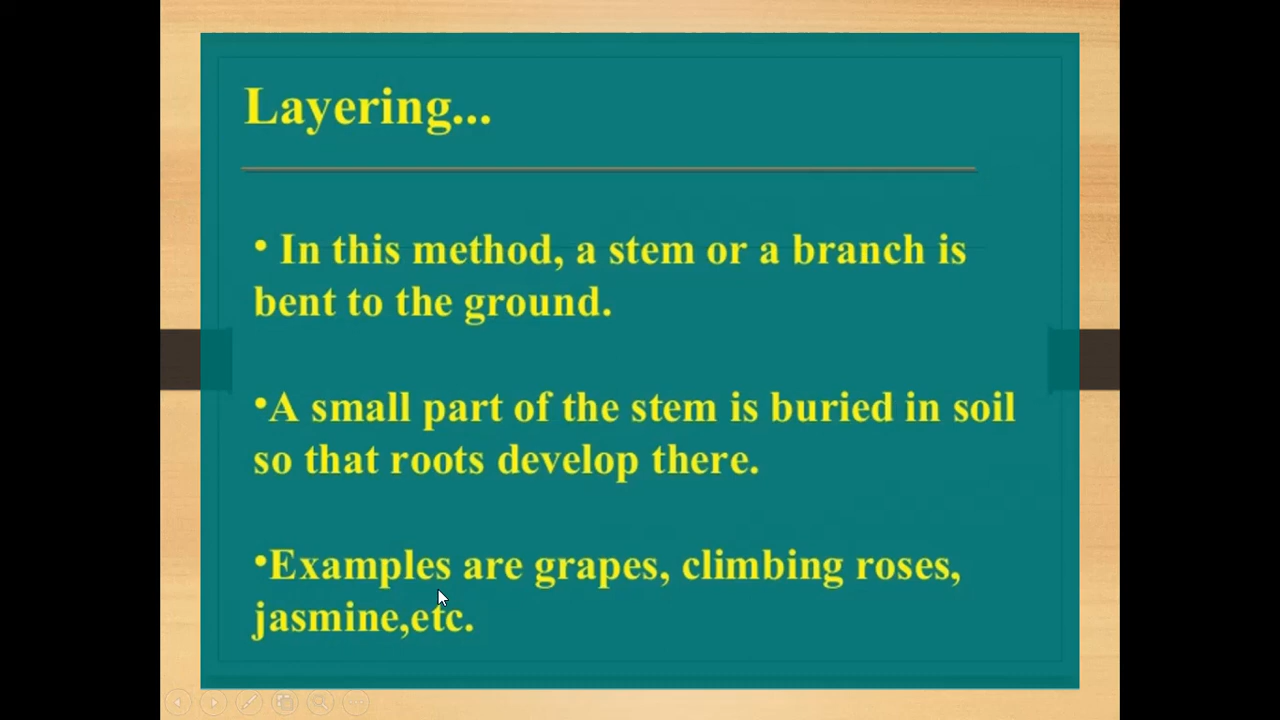 Layering...
• In this method, a stem or a branch is
bent to the ground.
•A small part of the stem is buried in soil
so that roots develop there.
•Examples are grapes, climbing roses,
jasmine,etc.